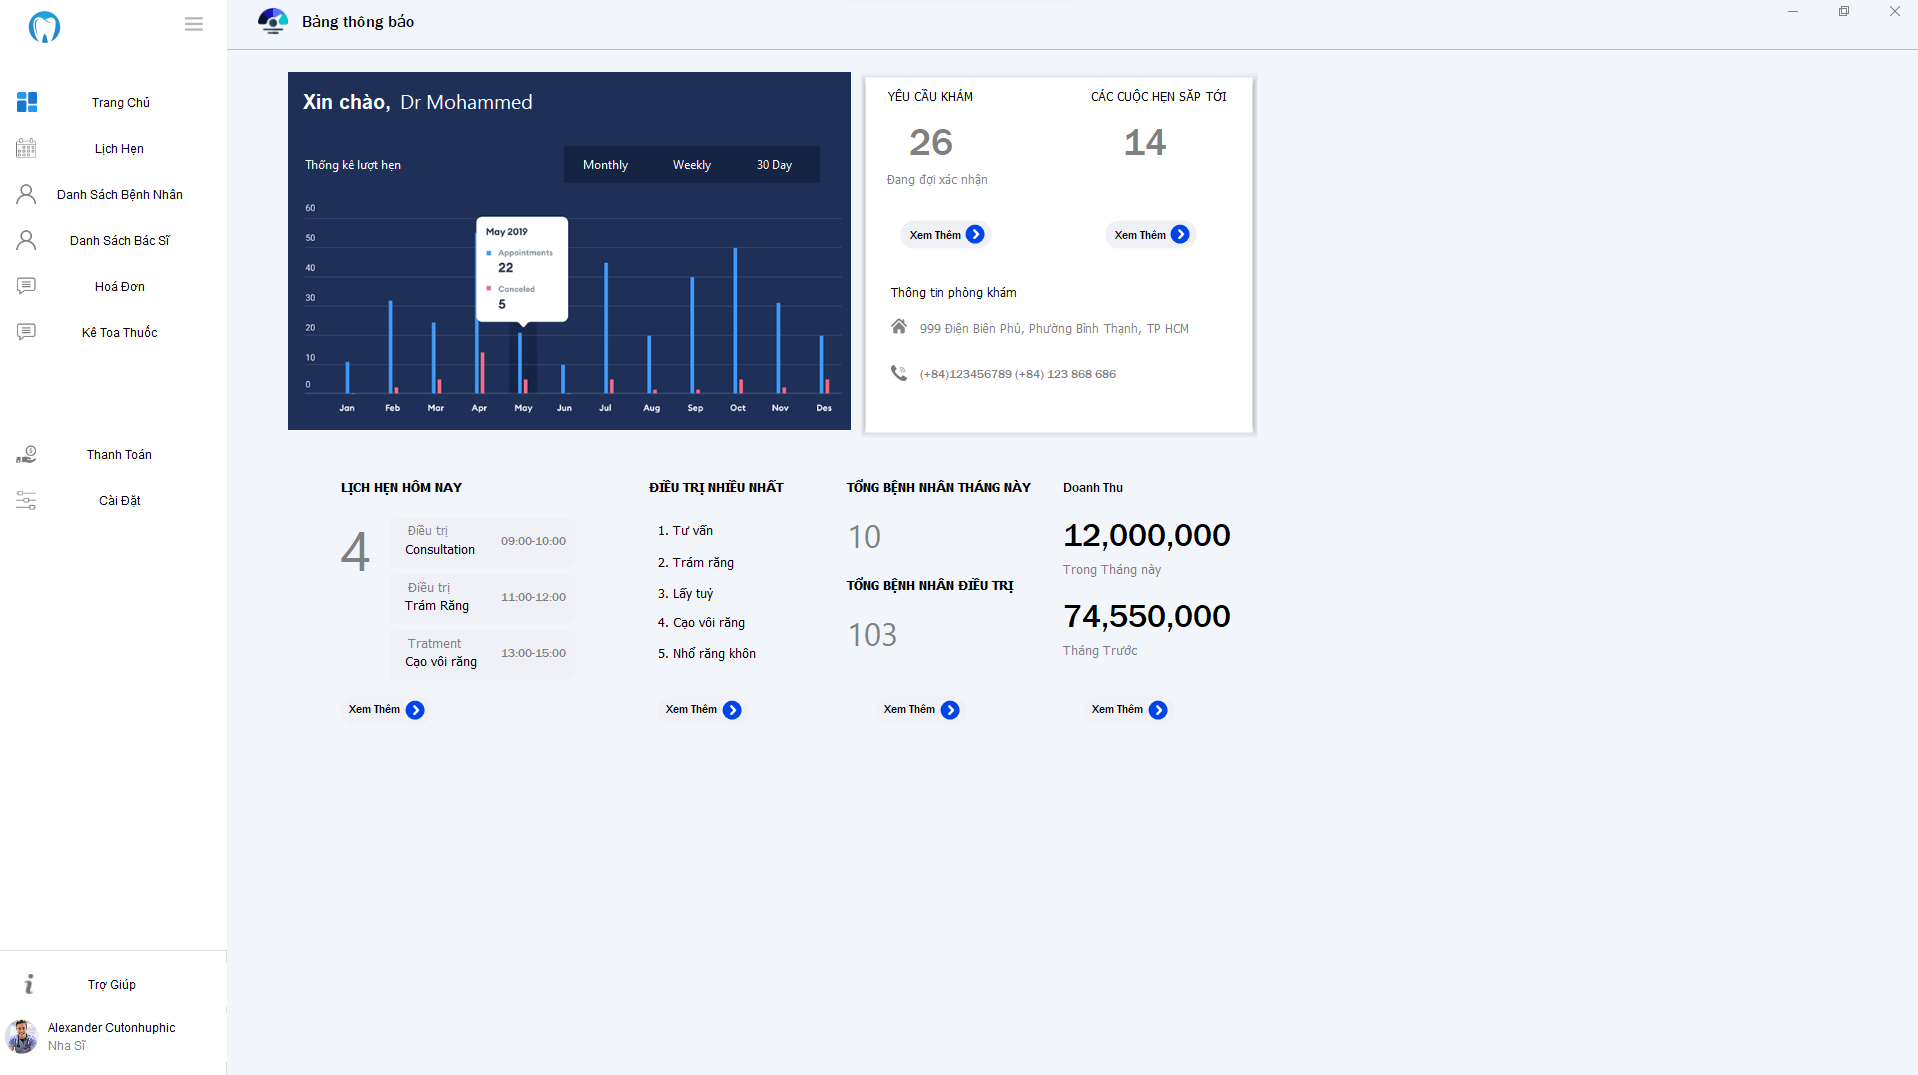 Bảng thông báo
Trang Chủ
Lịch Hẹn
Danh Sách Bệnh Nhân
Danh Sách Bác Sĩ
Hoá Đơn
Kê Toa Thuốc
Thanh Toán
Cài Đặt
Trợ Giúp
Alexander Cutonhuphic
Nha Sĩ
Xin chào, Dr Mohammed
Thống kê lượt hẹn
Monthly Weekly 30 Day
60
50
40
30
20
10
0
May 2019
Appointments
22
Canceled
5
Jan Feb Mar Apr May Jun Jul Aug Sep Oct Nov Des
YÊU CẦU KHÁM
26
Đang đợi xác nhận
Xem Thêm
CÁC CUỘC HẸN SẮP TỚI
14
Xem Thêm
Thông tin phòng khám
999 Điện Biên Phủ, Phường Bình Thạnh, TP HCM
(+84)123456789 (+84) 123 868 686
LỊCH HẸN HÔM NAY
4
Điều trị
Consultation
09:00-10:00
Điều trị
Trám Răng
11:00-12:00
Tratment
Cạo vôi răng
13:00-15:00
Xem Thêm
ĐIỀU TRỊ NHIỀU NHẤT
1. Tư vấn
2. Trám răng
3. Lấy tuỷ
4. Cạo vôi răng
5. Nhổ răng khôn
Xem Thêm
TỔNG BỆNH NHÂN THÁNG NÀY
10
TỔNG BỆNH NHÂN ĐIỀU TRỊ
103
Xem Thêm
Doanh Thu
12,000,000
Trong Tháng này
74,550,000
Tháng Trước
Xem Thêm